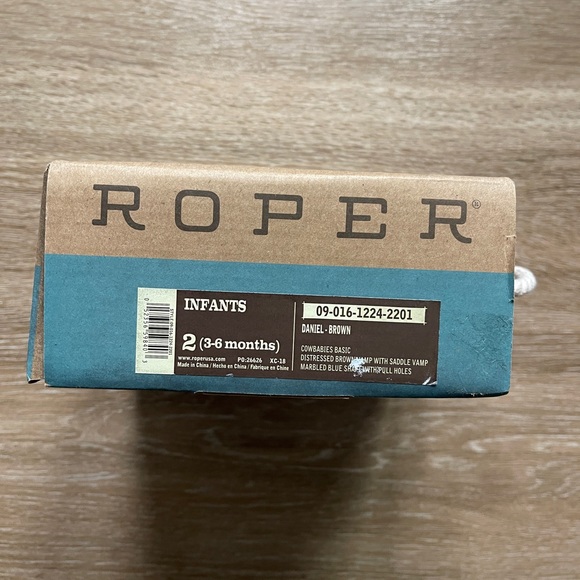 ROPER®
INFANTS
2 (3-6 months)
www.roperusa.com PO:26626 XC-18
Made in China / Hecho en China / Fabrique en Chine
09-016-1224-2201
DANIEL - BROWN
COWBABIES BASIC
DISTRESSED BROWN VAMP WITH SADDLE VAMP
MARBLED BLUE SHAFT WITH PULL HOLES